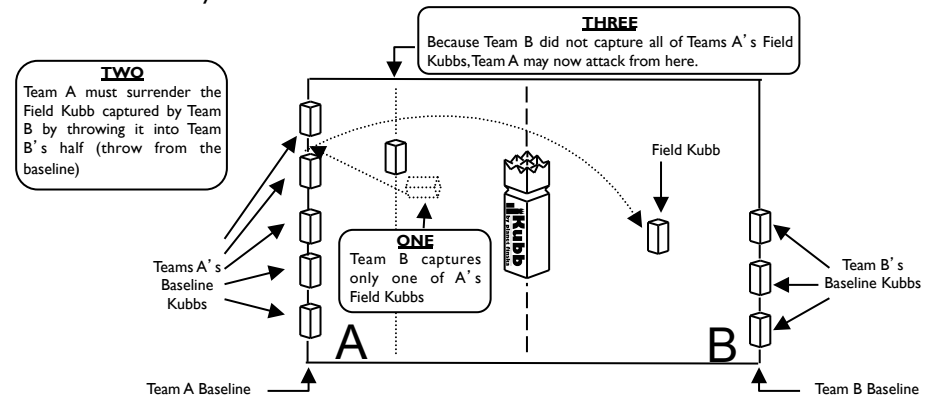 THREE
Because Team B did not capture all of Teams A's Field
Kubbs,Team A may now attack from here.
TWO
Team A must surrender the
Field Kubb captured by Team
B by throwing it into Team
B's half (throw from the
baseline)
Field Kubb
Kubb
ONE
Team B captures
only one of A's
Field Kubbs
Teams A's
Baseline
Kubbs
Team B's
Baseline Kubbs
A
B
Team A Baseline
Team B Baseline